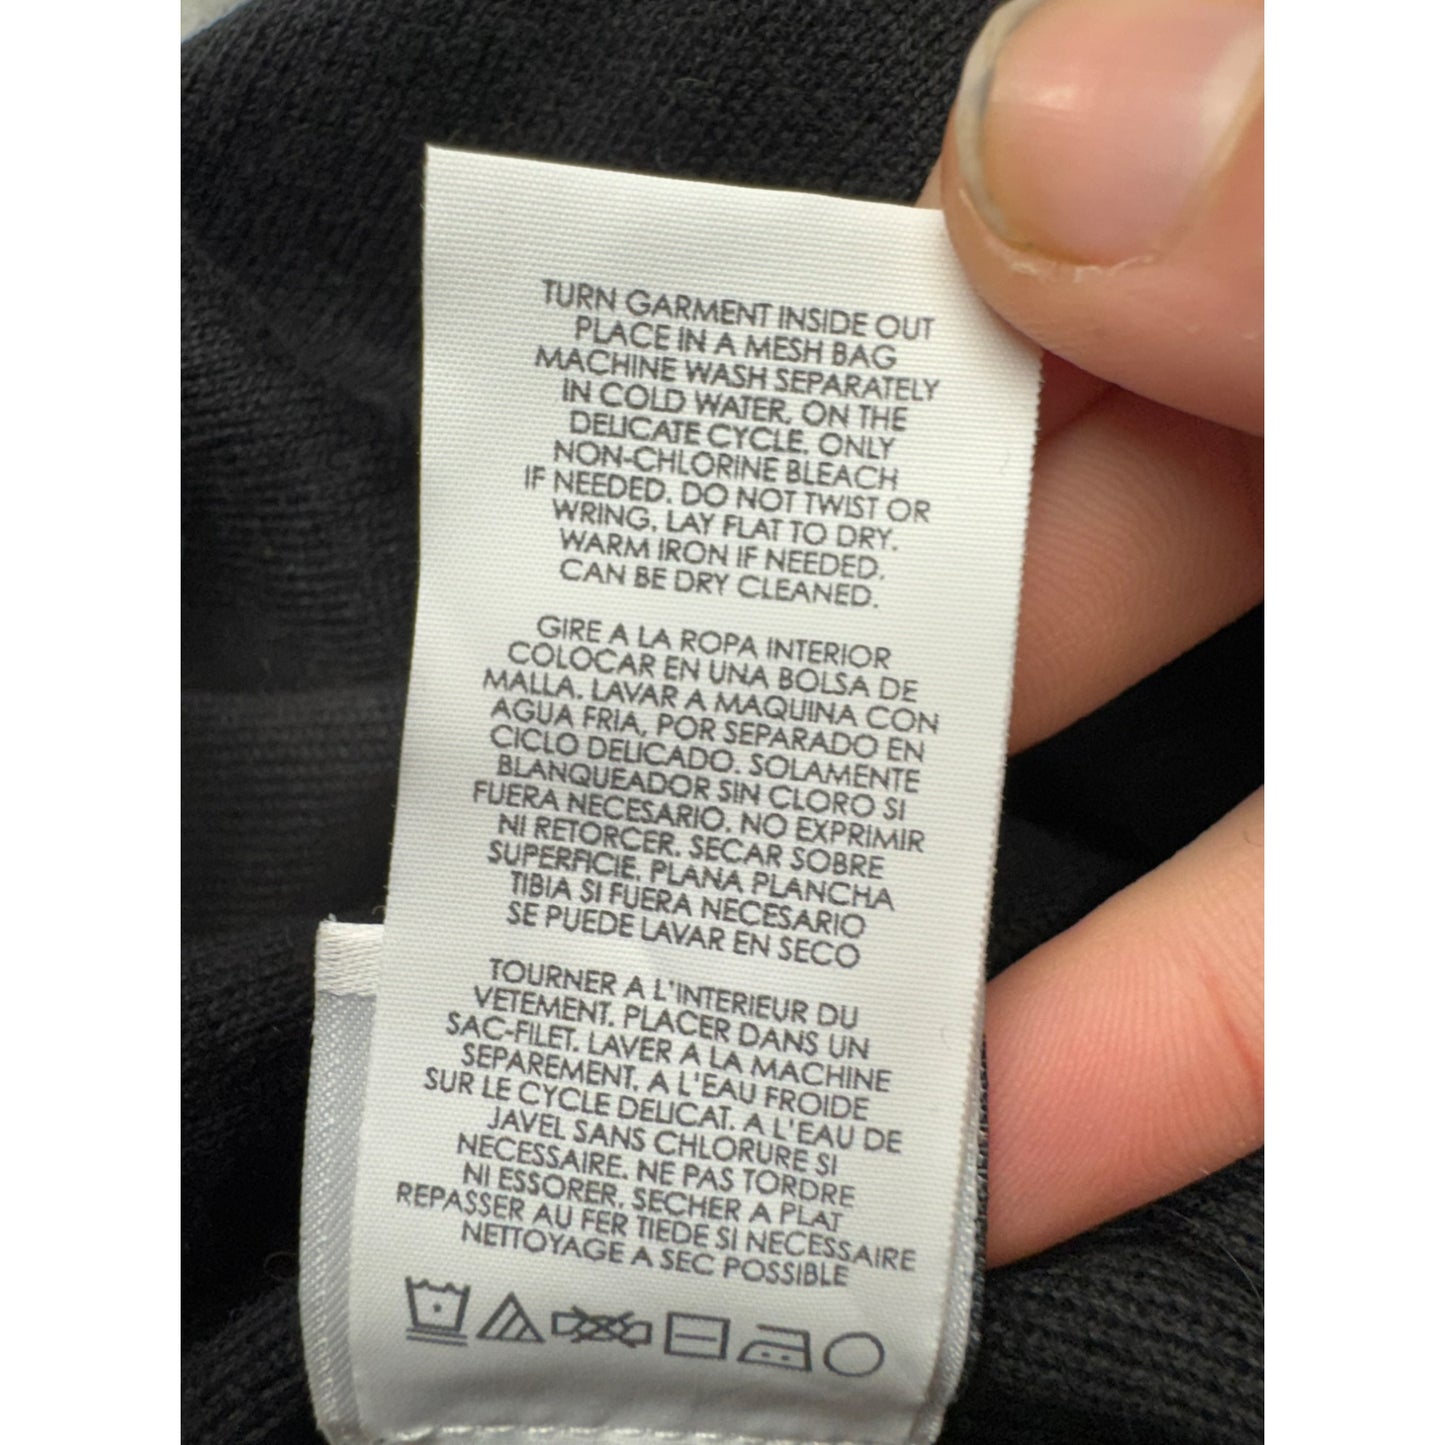 TURN GARMENT INSIDE OUT
PLACE IN A MESH BAG
MACHINE WASH SEPARATELY
IN COLD WATER, ON THE
DELICATE CYCLE. ONLY
NON-CHLORINE BLEACH
IF NEEDED. DO NOT TWIST OR
WRING. LAY FLAT TO DRY.
WARM IRON IF NEEDED.
CAN BE DRY CLEANED.
GIRE A LA ROPA INTERIOR
COLOCAR EN UNA BOLSA DE
MALLA. LAVAR A MAQUINA CON
AGUA FRIA, POR SEPARADO EN
CICLO DELICADO. SOLAMENTE
BLANQUEADOR SIN CLORO SI
FUERA NECESARIO. NO EXPRIMIR
NI RETORCER. SECAR SOBRE
SUPERFICIE. PLANA PLANCHA
TIBIA SI FUERA NECESARIO
SE PUEDE LAVAR EN SECO
TOURNER A L'INTERIEUR DU
VETEMENT. PLACER DANS UN
SAC-FILET. LAVER A LA MACHINE
SEPAREMENT. A L'EAU FROIDE
SUR LE CYCLE DELICAT. A L'EAU DE
JAVEL SANS CHLORURE SI
NECESSAIRE. NE PAS TORDRE
NI ESSORER. SECHER A PLAT
REPASSER AU FER TIEDE SI NECESSAIRE
NETTOYAGE A SEC POSSIBLE